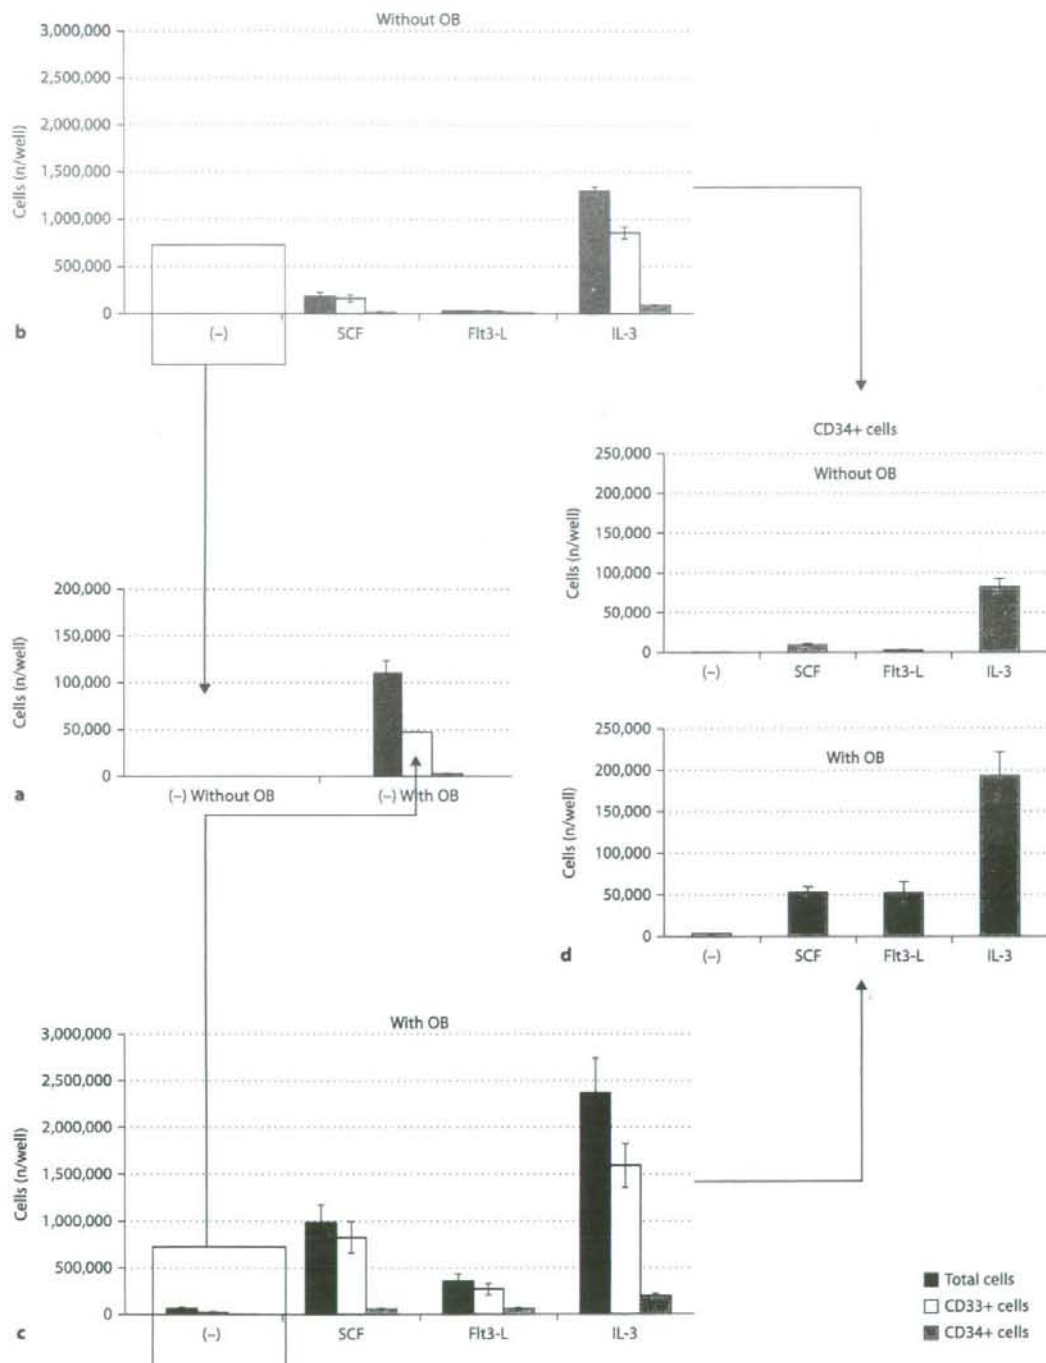 Without OB
3,000,000
2,500,000
2,000,000
1,500,000
1,000,000
500,000
0
Cells (n/well)
(–) SCF Flt3-L IL-3
b
CD34+ cells
Without OB
250,000
200,000
150,000
100,000
50,000
0
Cells (n/well)
(–) SCF Flt3-L IL-3
200,000
150,000
100,000
50,000
0
Cells (n/well)
(–) Without OB (–) With OB
a
With OB
250,000
200,000
150,000
100,000
50,000
0
Cells (n/well)
(–) SCF Flt3-L IL-3
d
With OB
3,000,000
2,500,000
2,000,000
1,500,000
1,000,000
500,000
0
Cells (n/well)
(–) SCF Flt3-L IL-3
c
Total cells
CD33+ cells
CD34+ cells